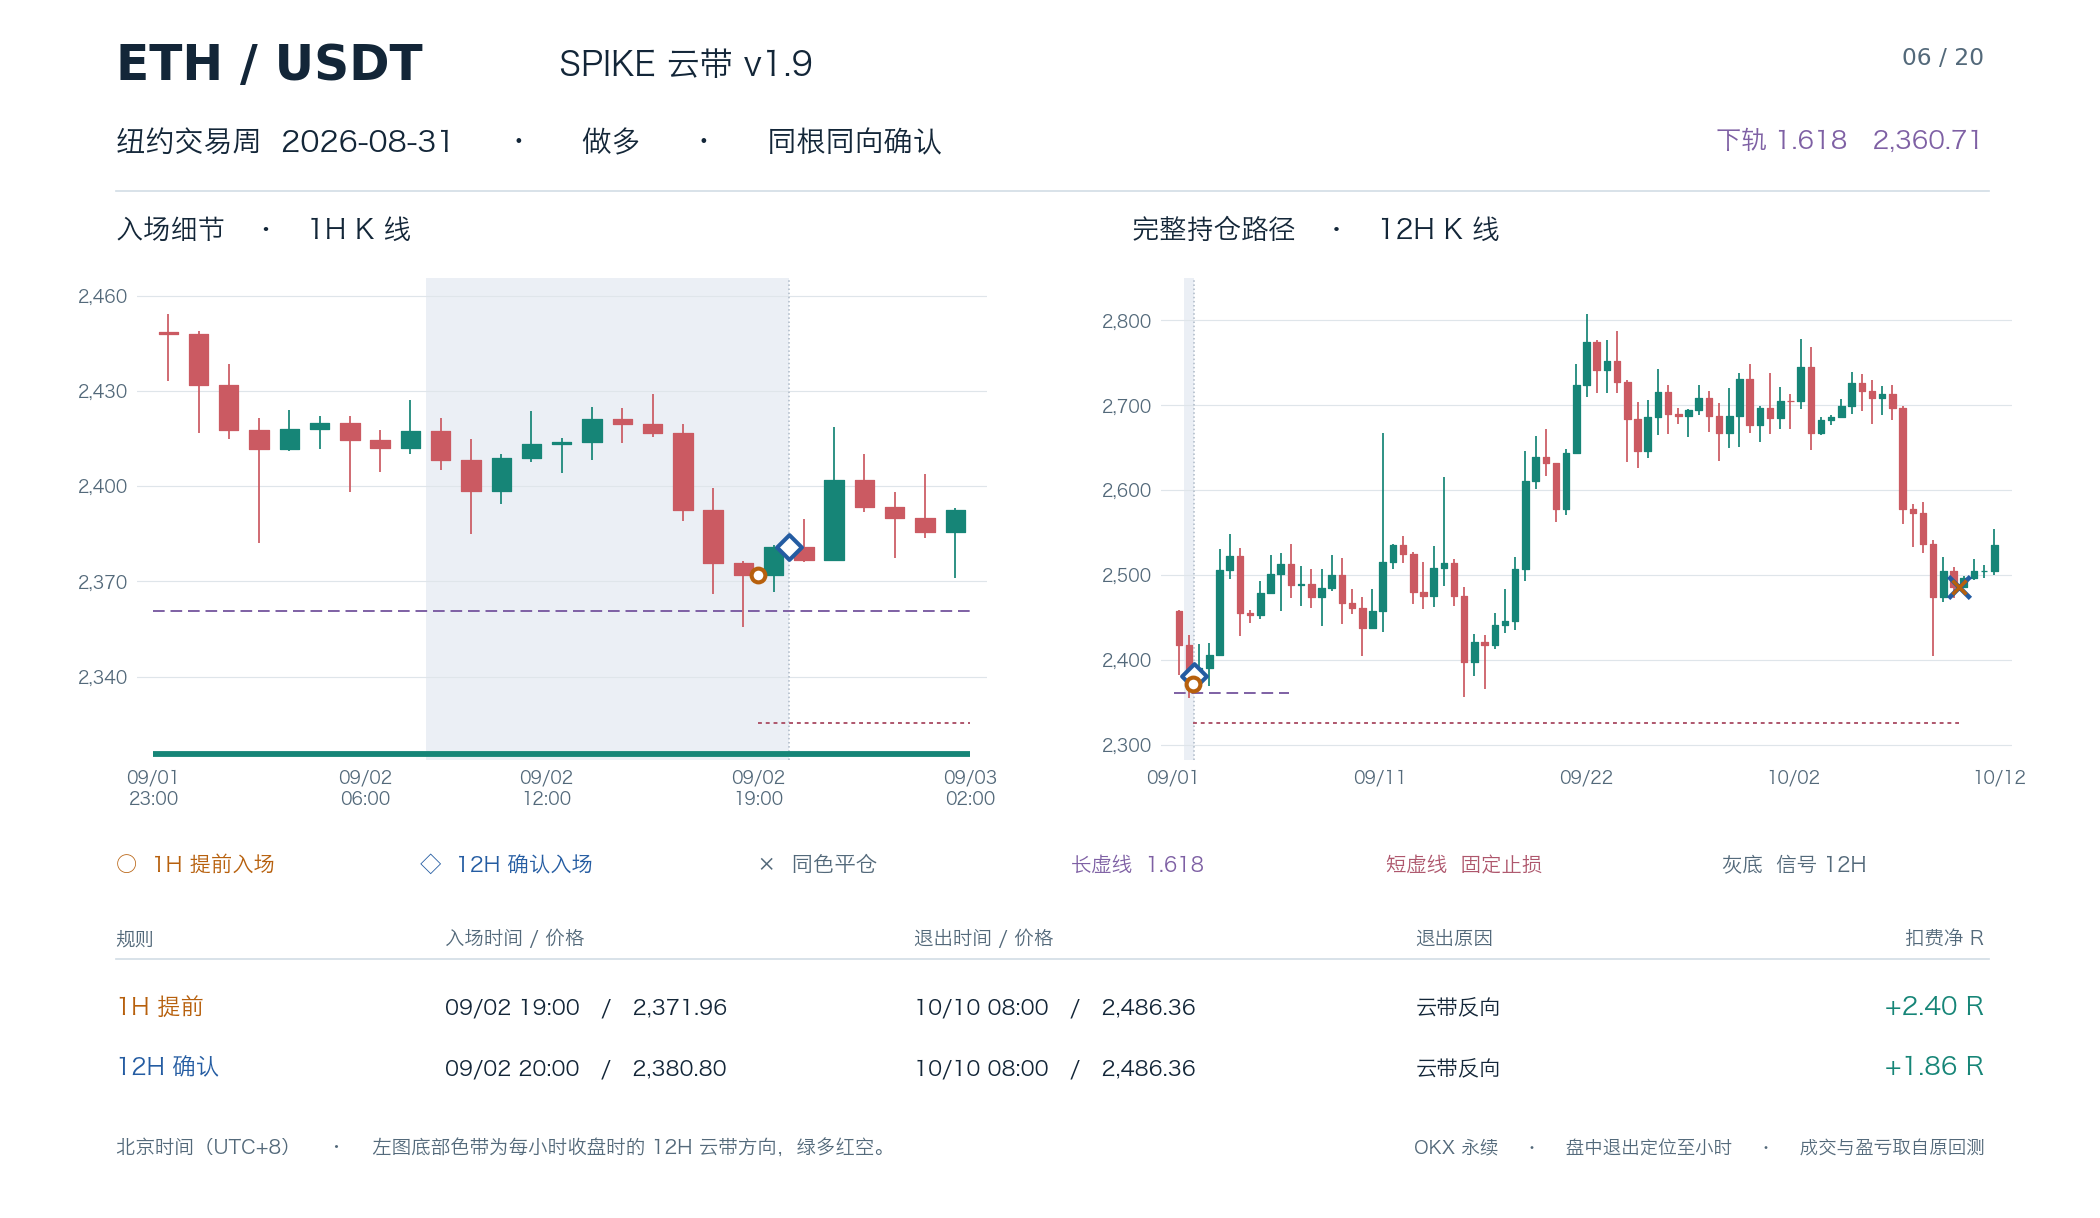 ETH / USDT SPIKE 云带 v1.9 06 / 20
纽约交易周 2026-08-31 · 做多 · 同根同向确认 下轨 1.618 2,360.71
入场细节 · 1H K 线
2,460
2,430
2,400
2,370
2,340
09/01 23:00
09/02 06:00
09/02 12:00
09/02 19:00
09/03 02:00
完整持仓路径 · 12H K 线
2,800
2,700
2,600
2,500
2,400
2,300
09/01 09/11 09/22 10/02 10/12
○ 1H 提前入场 ◇ 12H 确认入场 × 同色平仓 长虚线 1.618 短虚线 固定止损 灰底 信号 12H
规则 入场时间 / 价格 退出时间 / 价格 退出原因 扣费净 R
1H 提前 09/02 19:00 / 2,371.96 10/10 08:00 / 2,486.36 云带反向 +2.40 R
12H 确认 09/02 20:00 / 2,380.80 10/10 08:00 / 2,486.36 云带反向 +1.86 R
北京时间（UTC+8） · 左图底部色带为每小时收盘时的 12H 云带方向，绿多红空。 OKX 永续 · 盘中退出定位至小时 · 成交与盈亏取自原回测